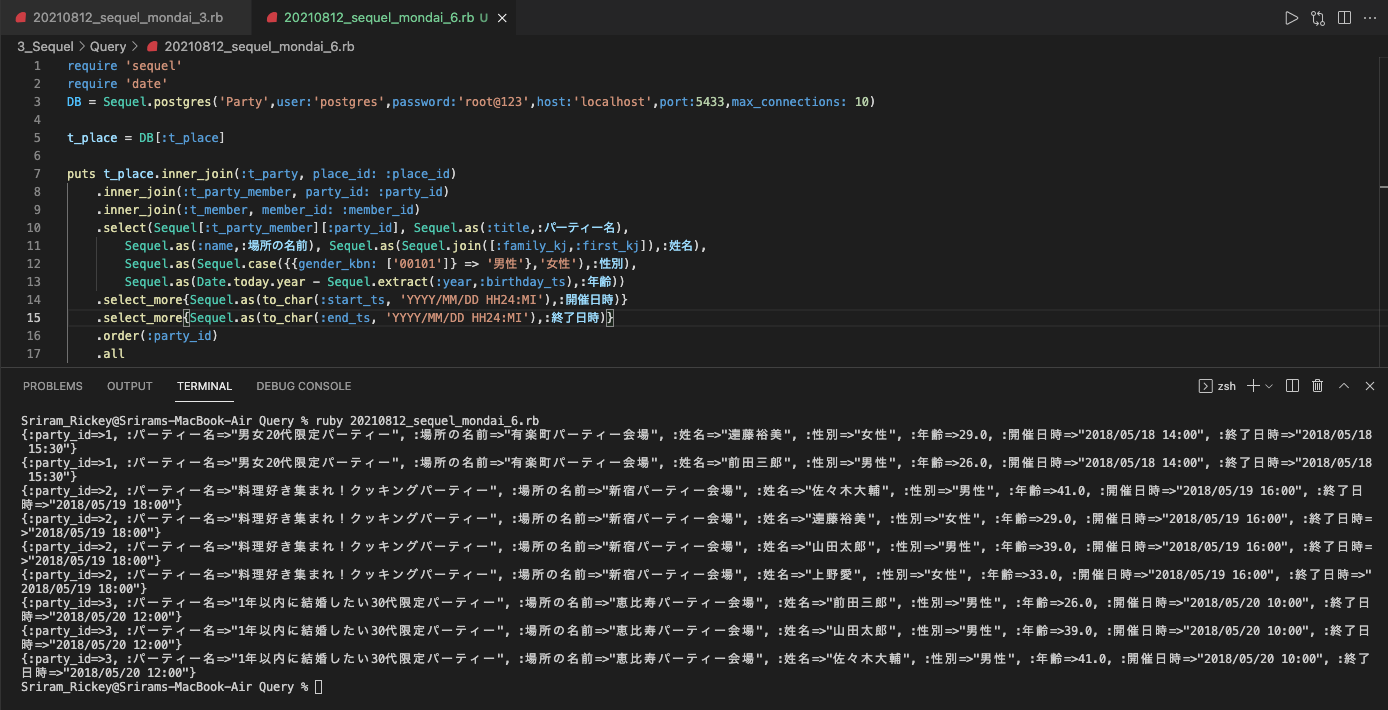 20210812_sequel_mondai_3.rb
20210812_sequel_mondai_6.rb U
3_Sequel > Query > 20210812_sequel_mondai_6.rb
1 require 'sequel'
2 require 'date'
3 DB = Sequel.postgres('Party',user:'postgres',password:'root@123',host:'localhost',port:5433,max_connections: 10)
4
5 t_place = DB[:t_place]
6
7 puts t_place.inner_join(:t_party, place_id: :place_id)
8 .inner_join(:t_party_member, party_id: :party_id)
9 .inner_join(:t_member, member_id: :member_id)
10 .select(Sequel[:t_party_member][:party_id], Sequel.as(:title,:パーティー名),
11 Sequel.as(:name,:場所の名前), Sequel.as(Sequel.join([:family_kj,:first_kj]),:姓名),
12 Sequel.as(Sequel.case({{gender_kbn: ['00101']} => '男性'},'女性'),:性別),
13 Sequel.as(Date.today.year - Sequel.extract(:year,:birthday_ts),:年齢))
14 .select_more{Sequel.as(to_char(:start_ts, 'YYYY/MM/DD HH24:MI'),:開催日時)}
15 .select_more{Sequel.as(to_char(:end_ts, 'YYYY/MM/DD HH24:MI'),:終了日時)}
16 .order(:party_id)
17 .all
PROBLEMS OUTPUT TERMINAL DEBUG CONSOLE zsh
Sriram_Rickey@Srirams-MacBook-Air Query % ruby 20210812_sequel_mondai_6.rb
{:party_id=>1, :パーティー名=>"男女20代限定パーティー", :場所の名前=>"有楽町パーティー会場", :姓名=>"遠藤裕美", :性別=>"女性", :年齢=>29.0, :開催日時=>"2018/05/18 14:00", :終了日時=>"2018/05/18
15:30"}
{:party_id=>1, :パーティー名=>"男女20代限定パーティー", :場所の名前=>"有楽町パーティー会場", :姓名=>"前田三郎", :性別=>"男性", :年齢=>26.0, :開催日時=>"2018/05/18 14:00", :終了日時=>"2018/05/18
15:30"}
{:party_id=>2, :パーティー名=>"料理好き集まれ！クッキングパーティー", :場所の名前=>"新宿パーティー会場", :姓名=>"佐々木大輔", :性別=>"男性", :年齢=>41.0, :開催日時=>"2018/05/19 16:00", :終了日
時=>"2018/05/19 18:00"}
{:party_id=>2, :パーティー名=>"料理好き集まれ！クッキングパーティー", :場所の名前=>"新宿パーティー会場", :姓名=>"遠藤裕美", :性別=>"女性", :年齢=>29.0, :開催日時=>"2018/05/19 16:00", :終了日時=
>"2018/05/19 18:00"}
{:party_id=>2, :パーティー名=>"料理好き集まれ！クッキングパーティー", :場所の名前=>"新宿パーティー会場", :姓名=>"山田太郎", :性別=>"男性", :年齢=>39.0, :開催日時=>"2018/05/19 16:00", :終了日時=
>"2018/05/19 18:00"}
{:party_id=>2, :パーティー名=>"料理好き集まれ！クッキングパーティー", :場所の名前=>"新宿パーティー会場", :姓名=>"上野愛", :性別=>"女性", :年齢=>33.0, :開催日時=>"2018/05/19 16:00", :終了日時=>"
2018/05/19 18:00"}
{:party_id=>3, :パーティー名=>"1年以内に結婚したい30代限定パーティー", :場所の名前=>"恵比寿パーティー会場", :姓名=>"前田三郎", :性別=>"男性", :年齢=>26.0, :開催日時=>"2018/05/20 10:00", :終了日
時=>"2018/05/20 12:00"}
{:party_id=>3, :パーティー名=>"1年以内に結婚したい30代限定パーティー", :場所の名前=>"恵比寿パーティー会場", :姓名=>"山田太郎", :性別=>"男性", :年齢=>39.0, :開催日時=>"2018/05/20 10:00", :終了日
時=>"2018/05/20 12:00"}
{:party_id=>3, :パーティー名=>"1年以内に結婚したい30代限定パーティー", :場所の名前=>"恵比寿パーティー会場", :姓名=>"佐々木大輔", :性別=>"男性", :年齢=>41.0, :開催日時=>"2018/05/20 10:00", :終了
日時=>"2018/05/20 12:00"}
Sriram_Rickey@Srirams-MacBook-Air Query %